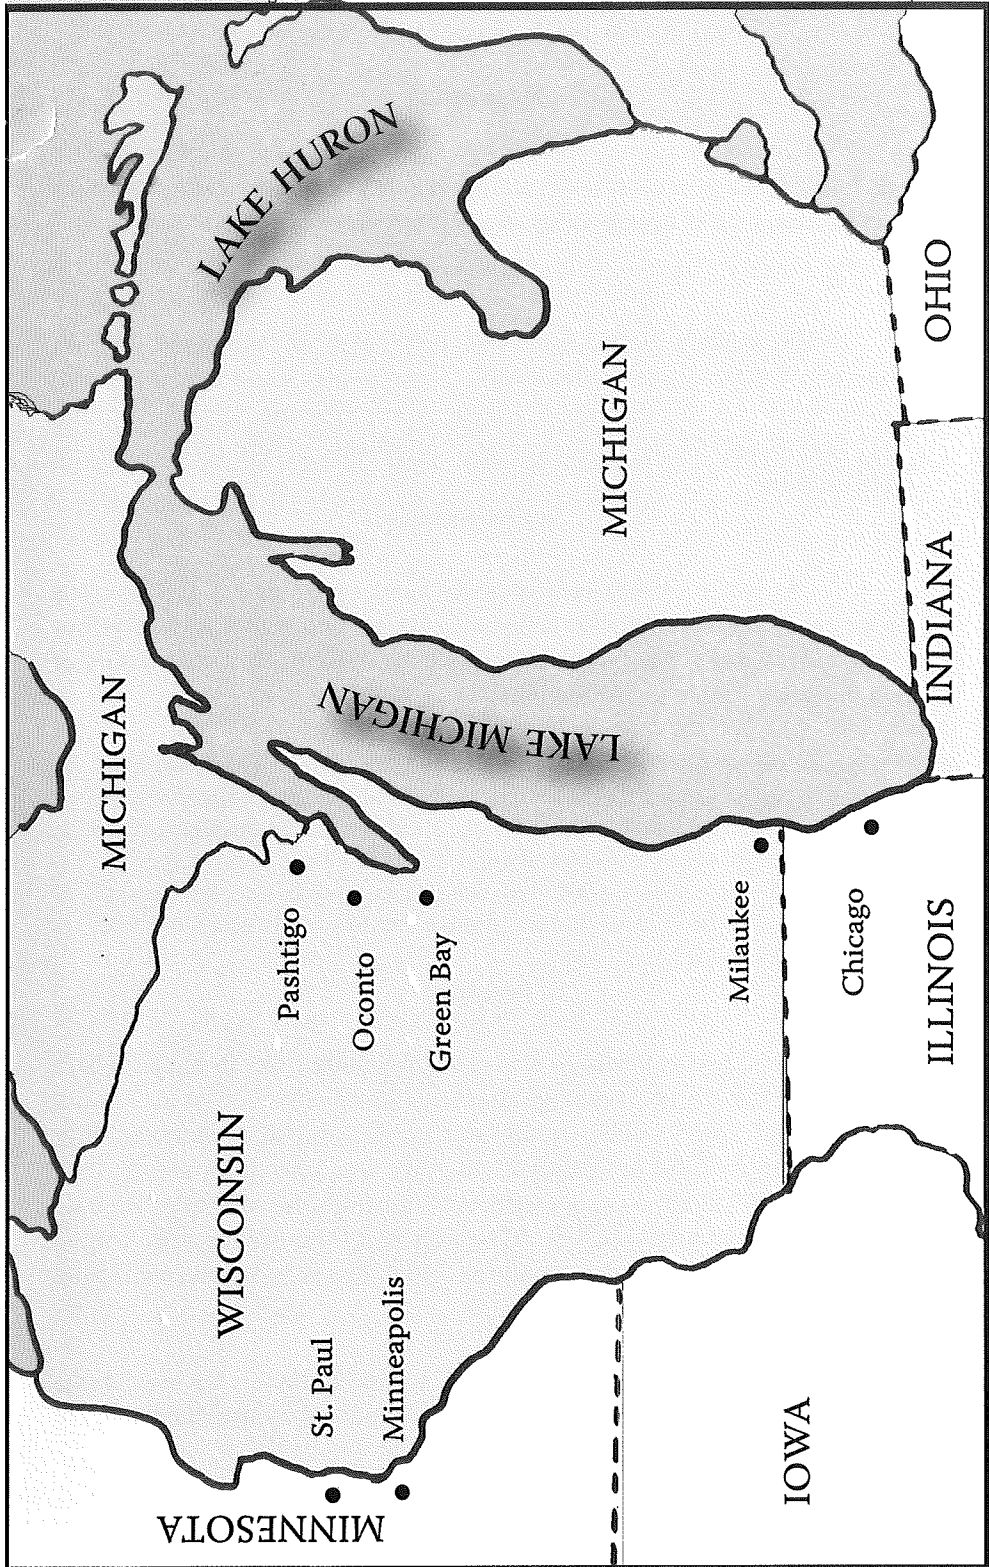 MINNESOTA
St. Paul
Minneapolis
WISCONSIN
IOWA
Pashtigo
Oconto
Green Bay
Milaukee
Chicago
ILLINOIS
MICHIGAN
LAKE MICHIGAN
INDIANA
MICHIGAN
LAKE HURON
OHIO